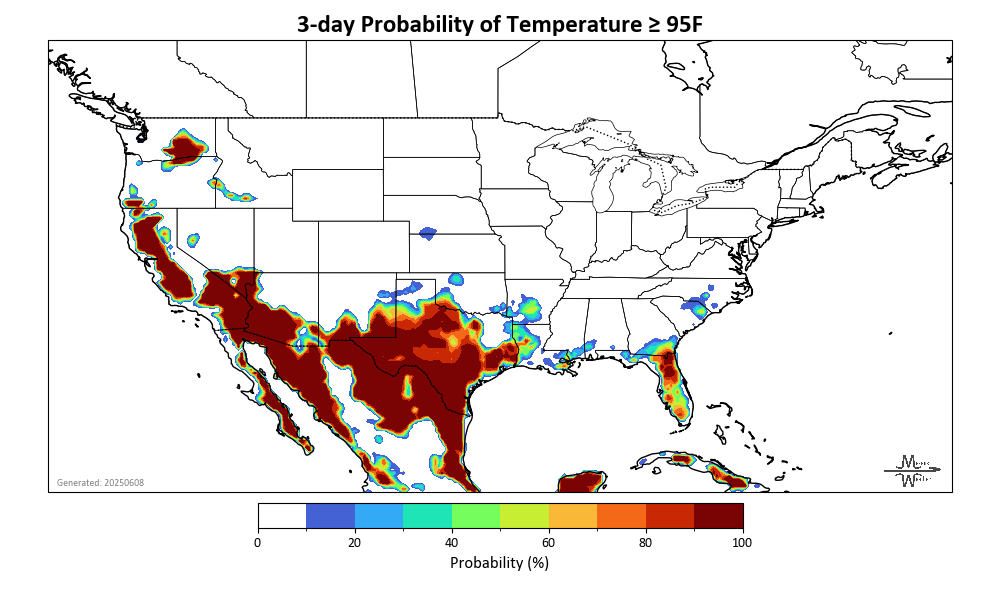 3-day Probability of Temperature ≥ 95F
Generated: 20250608
0 20 40 60 80 100
Probability (%)